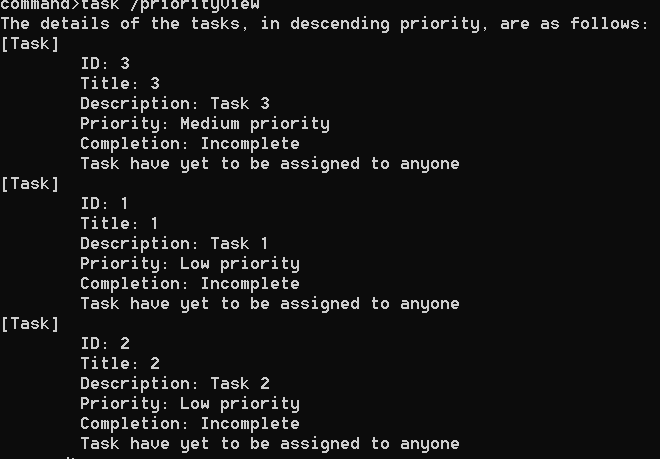 command>task /priorityview
The details of the tasks, in descending priority, are as follows:
[Task]
ID: 3
Title: 3
Description: Task 3
Priority: Medium priority
Completion: Incomplete
Task have yet to be assigned to anyone
[Task]
ID: 1
Title: 1
Description: Task 1
Priority: Low priority
Completion: Incomplete
Task have yet to be assigned to anyone
[Task]
ID: 2
Title: 2
Description: Task 2
Priority: Low priority
Completion: Incomplete
Task have yet to be assigned to anyone